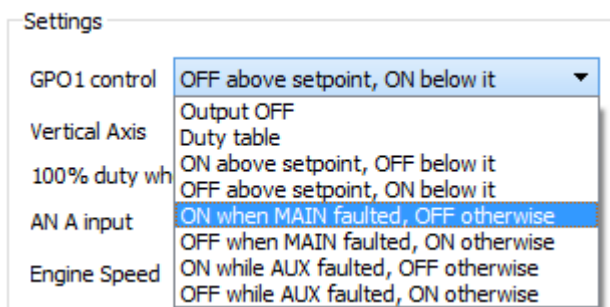 Settings
GPO1 control OFF above setpoint, ON below it
Output OFF
Vertical Axis Duty table
100% duty wh ON above setpoint, OFF below it
OFF above setpoint, ON below it
AN A input ON when MAIN faulted, OFF otherwise
OFF when MAIN faulted, ON otherwise
Engine Speed ON while AUX faulted, OFF otherwise
OFF while AUX faulted, ON otherwise